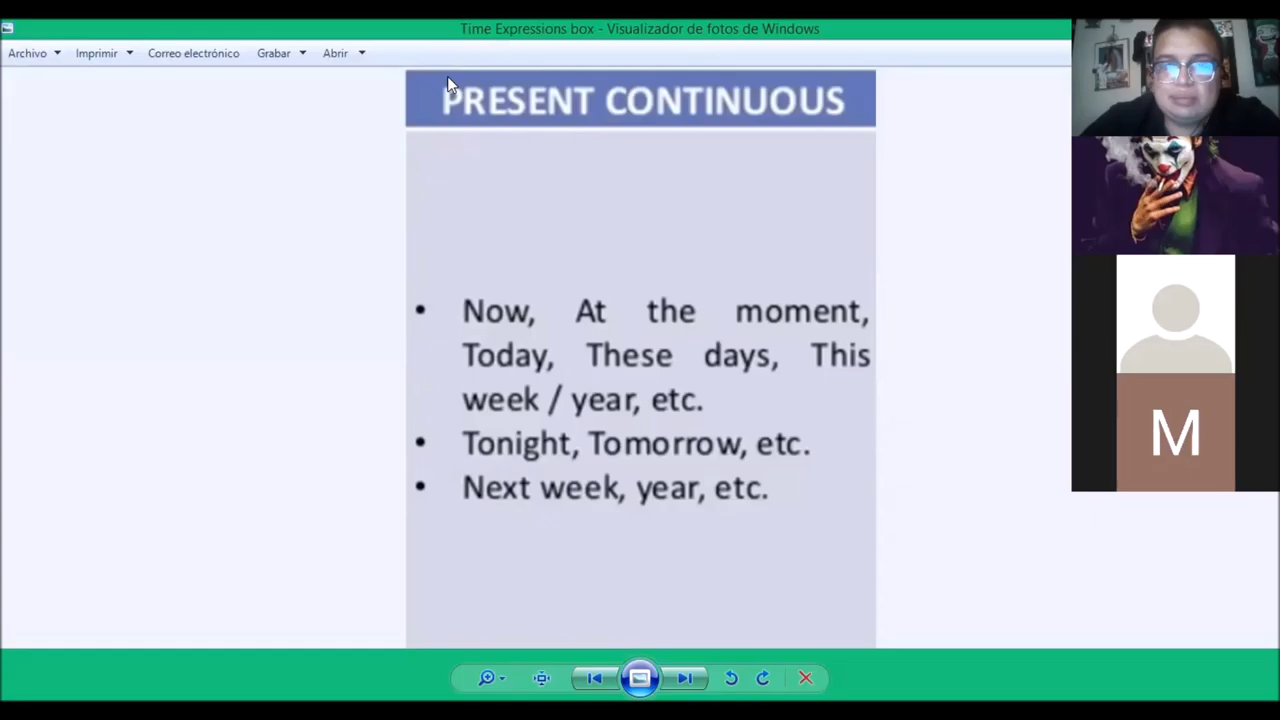 Time Expressions box - Visualizador de fotos de Windows
Archivo Imprimir Correo electrónico Grabar Abrir
PRESENT CONTINUOUS
• Now, At the moment,
Today, These days, This
week / year, etc.
• Tonight, Tomorrow, etc.
• Next week, year, etc.
M